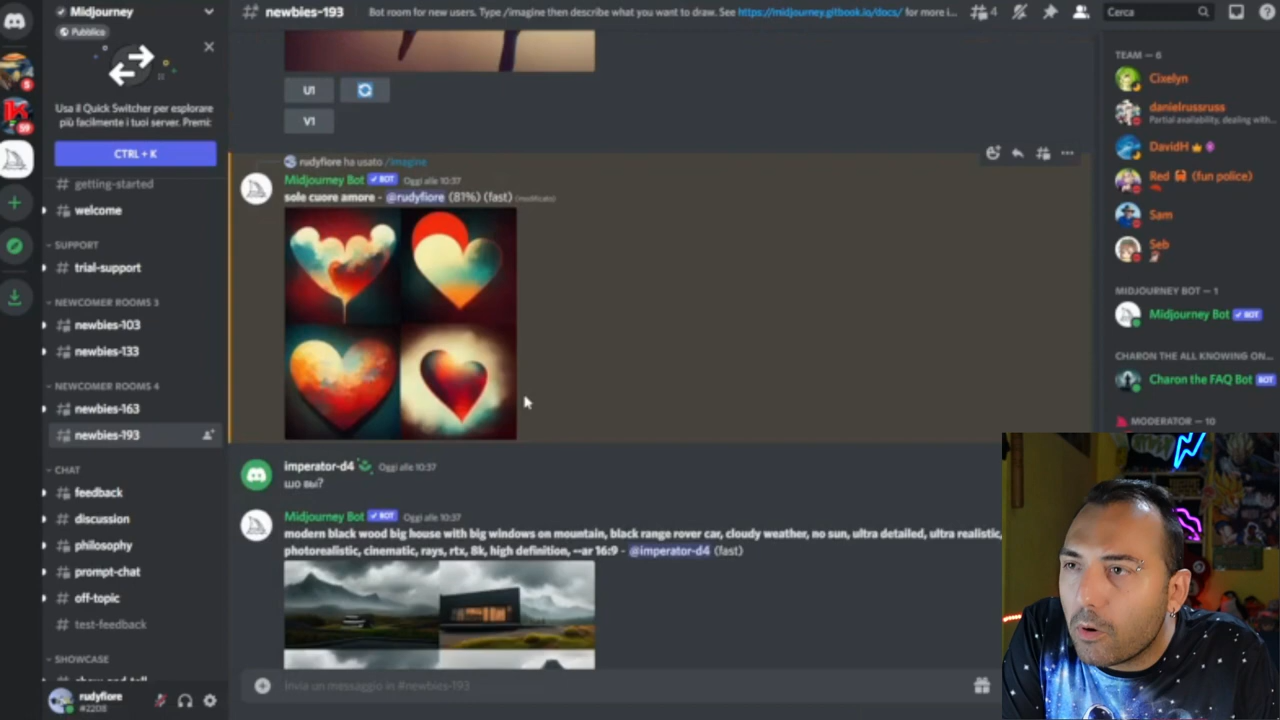 Midjourney
Pubblico
Usa il Quick Switcher per esplorare
più facilmente i tuoi server. Premi:
CTRL + K
getting-started
welcome
SUPPORT
trial-support
NEWCOMER ROOMS 3
newbies-103
newbies-133
NEWCOMER ROOMS 4
newbies-163
newbies-193
CHAT
feedback
discussion
philosophy
prompt-chat
off-topic
test-feedback
SHOWCASE
rudyfiore
#2208
newbies-193
Bot room for new users. Type /imagine then describe what you want to draw. See https://midjourney.gitbook.io/docs/ for more i...
4
Cerca
U1
V1
rudyfiore ha usato /imagine
Midjourney Bot BOT Oggi alle 10:37
sole cuore amore - @rudyfiore (81%) (fast) (modificato)
imperator-d4 Oggi alle 10:37
шо вы?
Midjourney Bot BOT Oggi alle 10:37
modern black wood big house with big windows on mountain, black range rover car, cloudy weather, no sun, ultra detailed, ultra realistic,
photorealistic, cinematic, rays, rtx, 8k, high definition, --ar 16:9 - @imperator-d4 (fast)
Invia un messaggio in #newbies-193
TEAM — 6
Cixelyn
danielrussruss
Partial availability, dealing with...
DavidH
Red (fun police)
Sam
Seb
MIDJOURNEY BOT — 1
Midjourney Bot BOT
CHARON THE ALL KNOWING ON...
Charon the FAQ Bot BOT
MODERATOR — 10